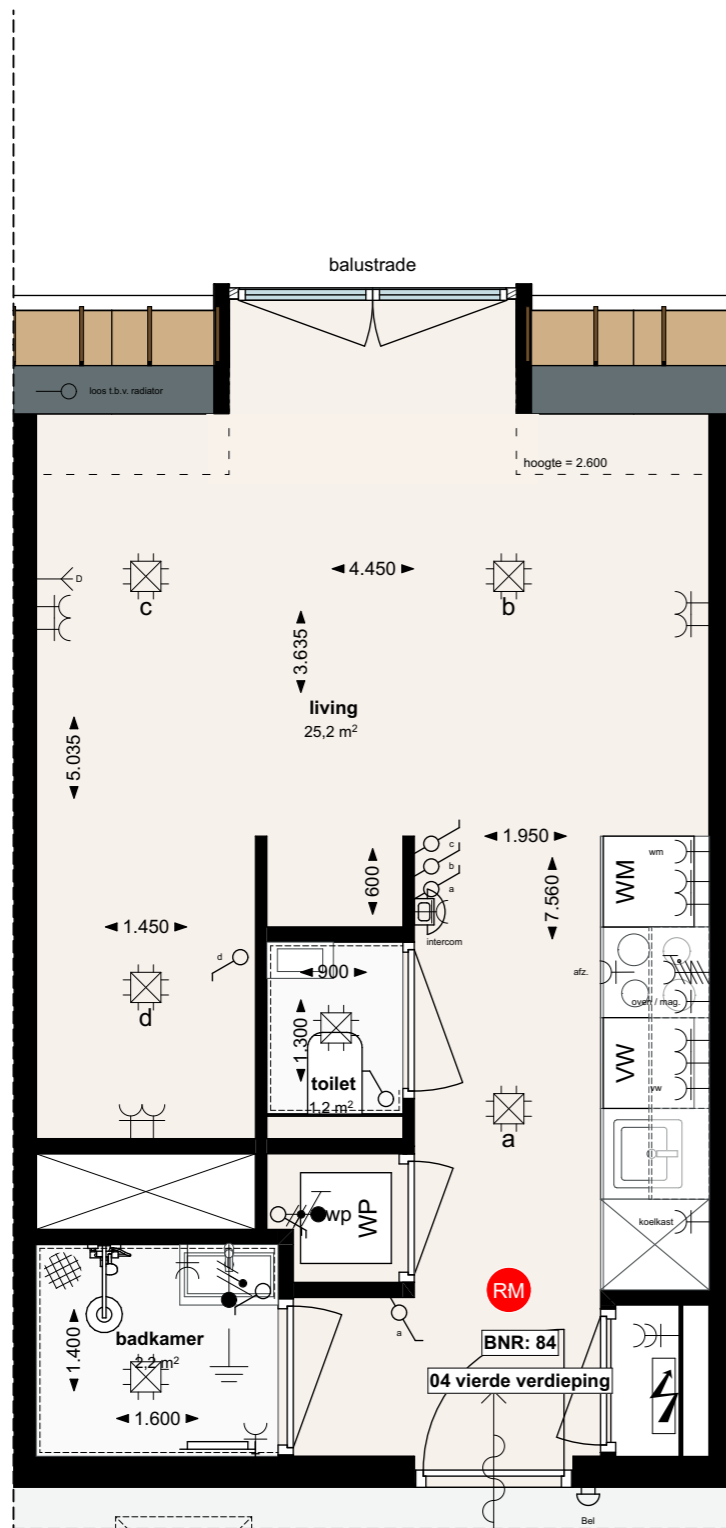 balustrade
loos t.b.v. radiator
hoogte = 2.600
D
4.450
c
b
3.635
living
25,2 m²
5.035
1.950
c
b
a
wm
WM
600
7.560
1.450
intercom
d
900
afz.
oven / mag.
d
1.300
VW
toilet
1,2 m²
vw
a
wp
WP
koelkast
RM
a
badkamer
2,2 m²
1.400
BNR: 84
04 vierde verdieping
1.600
Bel